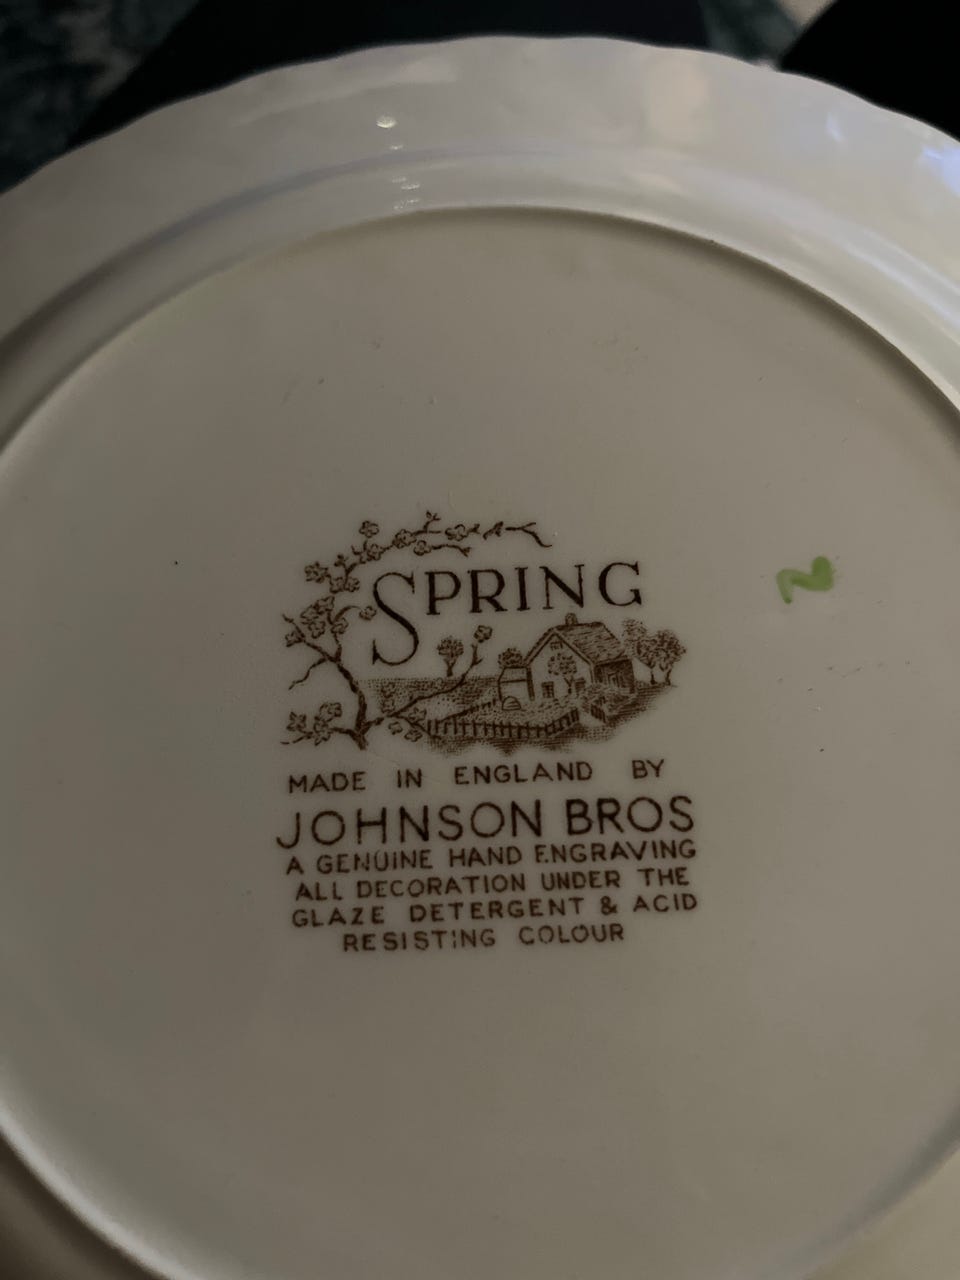 SPRING
MADE IN ENGLAND BY
JOHNSON BROS
A GENUINE HAND ENGRAVING
ALL DECORATION UNDER THE
GLAZE DETERGENT & ACID
RESISTING COLOUR